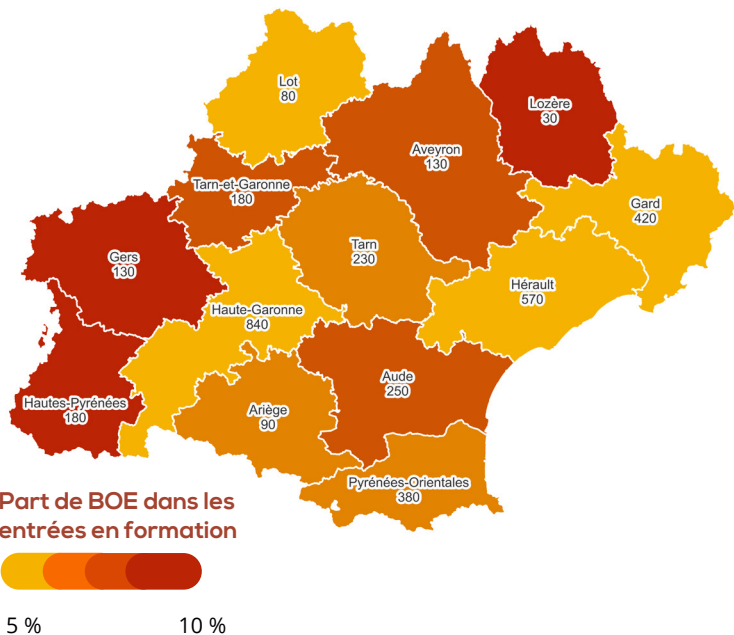 Lot
80
Lozère
30
Aveyron
130
Tarn-et-Garonne
180
Gard
420
Tarn
230
Gers
130
Hérault
570
Haute-Garonne
840
Aude
250
Hautes-Pyrénées
180
Ariège
90
Pyrénées-Orientales
380
Part de BOE dans les
entrées en formation
5 % 10 %